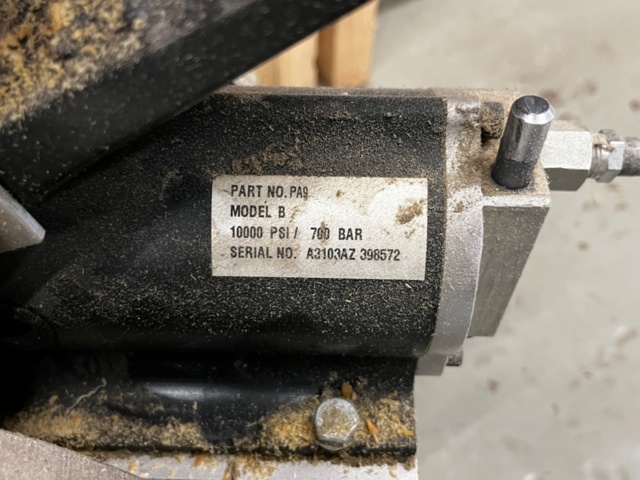 PART NO. PA9
MODEL B
10000 PSI/ 700 BAR
SERIAL NO. A3103AZ 398572